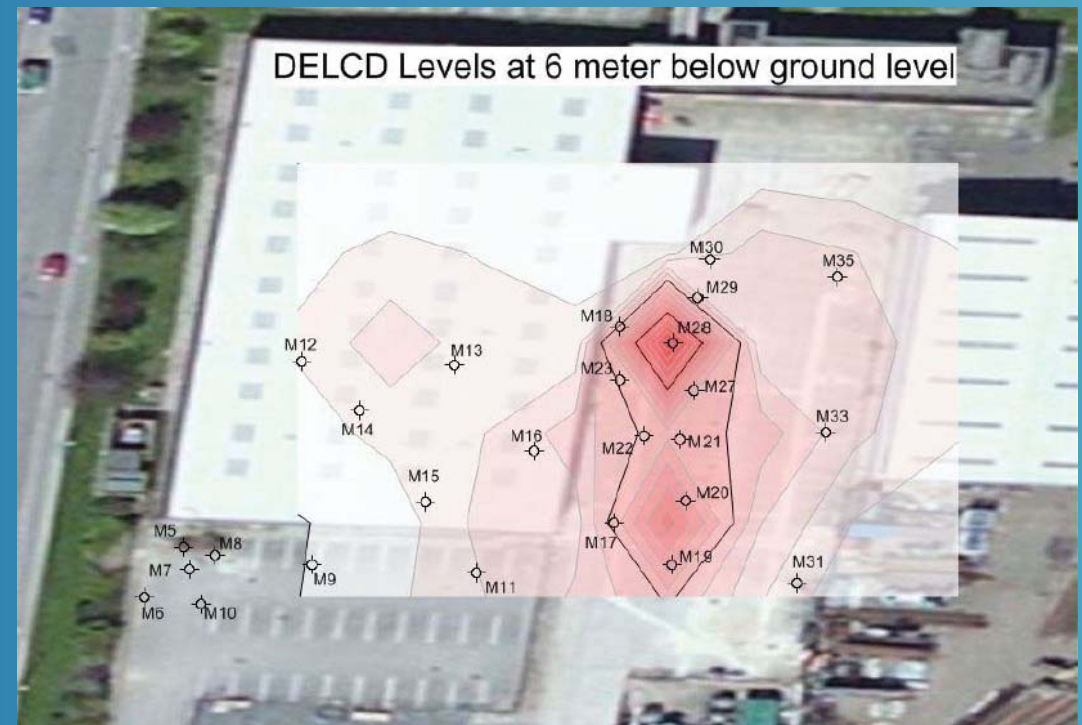 DELCD Levels at 6 meter below ground level
M30
M35
M29
M18
M28
M12
M13
M23
M27
M14
M16
M33
M22
M21
M15
M20
M17
M5
M8
M19
M7
M9
M11
M31
M6
M10